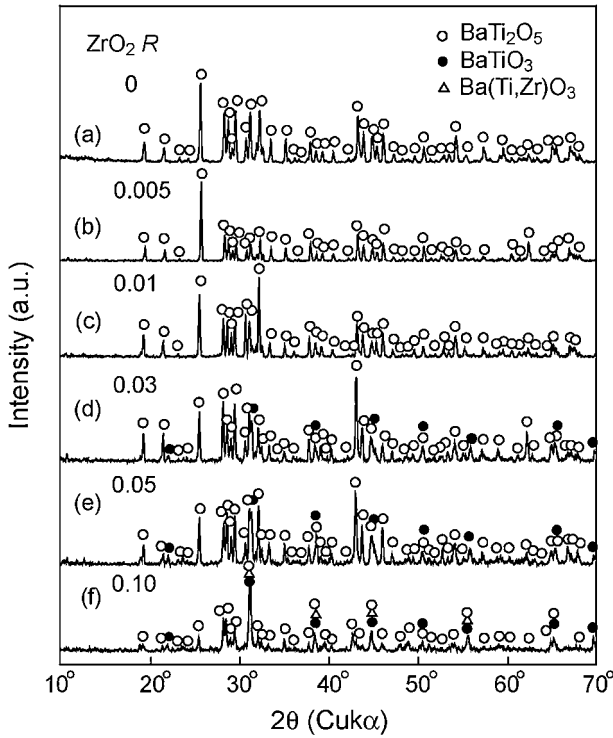 ZrO₂ R
BaTi₂O₅
BaTiO₃
Ba(Ti,Zr)O₃
0
(a)
0.005
(b)
0.01
(c)
0.03
(d)
0.05
(e)
0.10
(f)
Intensity (a.u.)
10° 20 30 40 50 60 70°
2θ (Cukα)